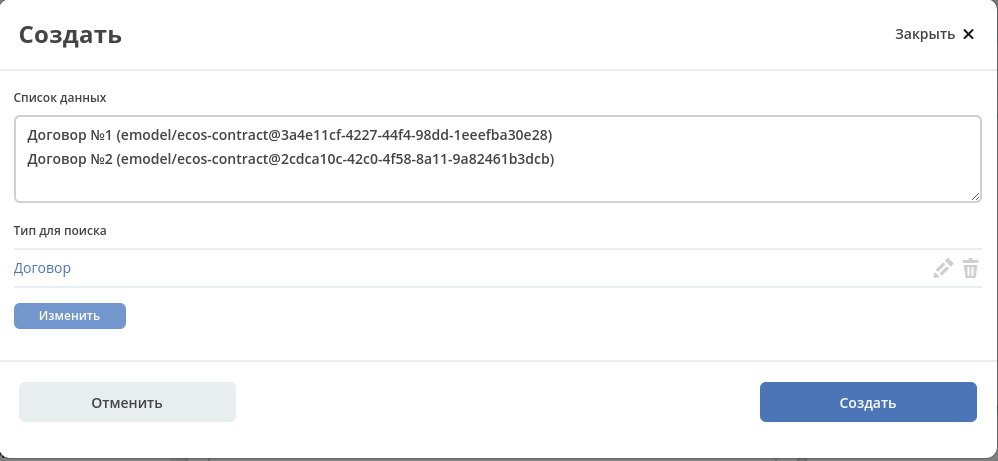 Создать
Закрыть ✕
Список данных
Договор №1 (emodel/ecos-contract@3a4e11cf-4227-44f4-98dd-1eeefba30e28)
Договор №2 (emodel/ecos-contract@2cdca10c-42c0-4f58-8a11-9a82461b3dcb)
Тип для поиска
Договор
Изменить
Отменить
Создать